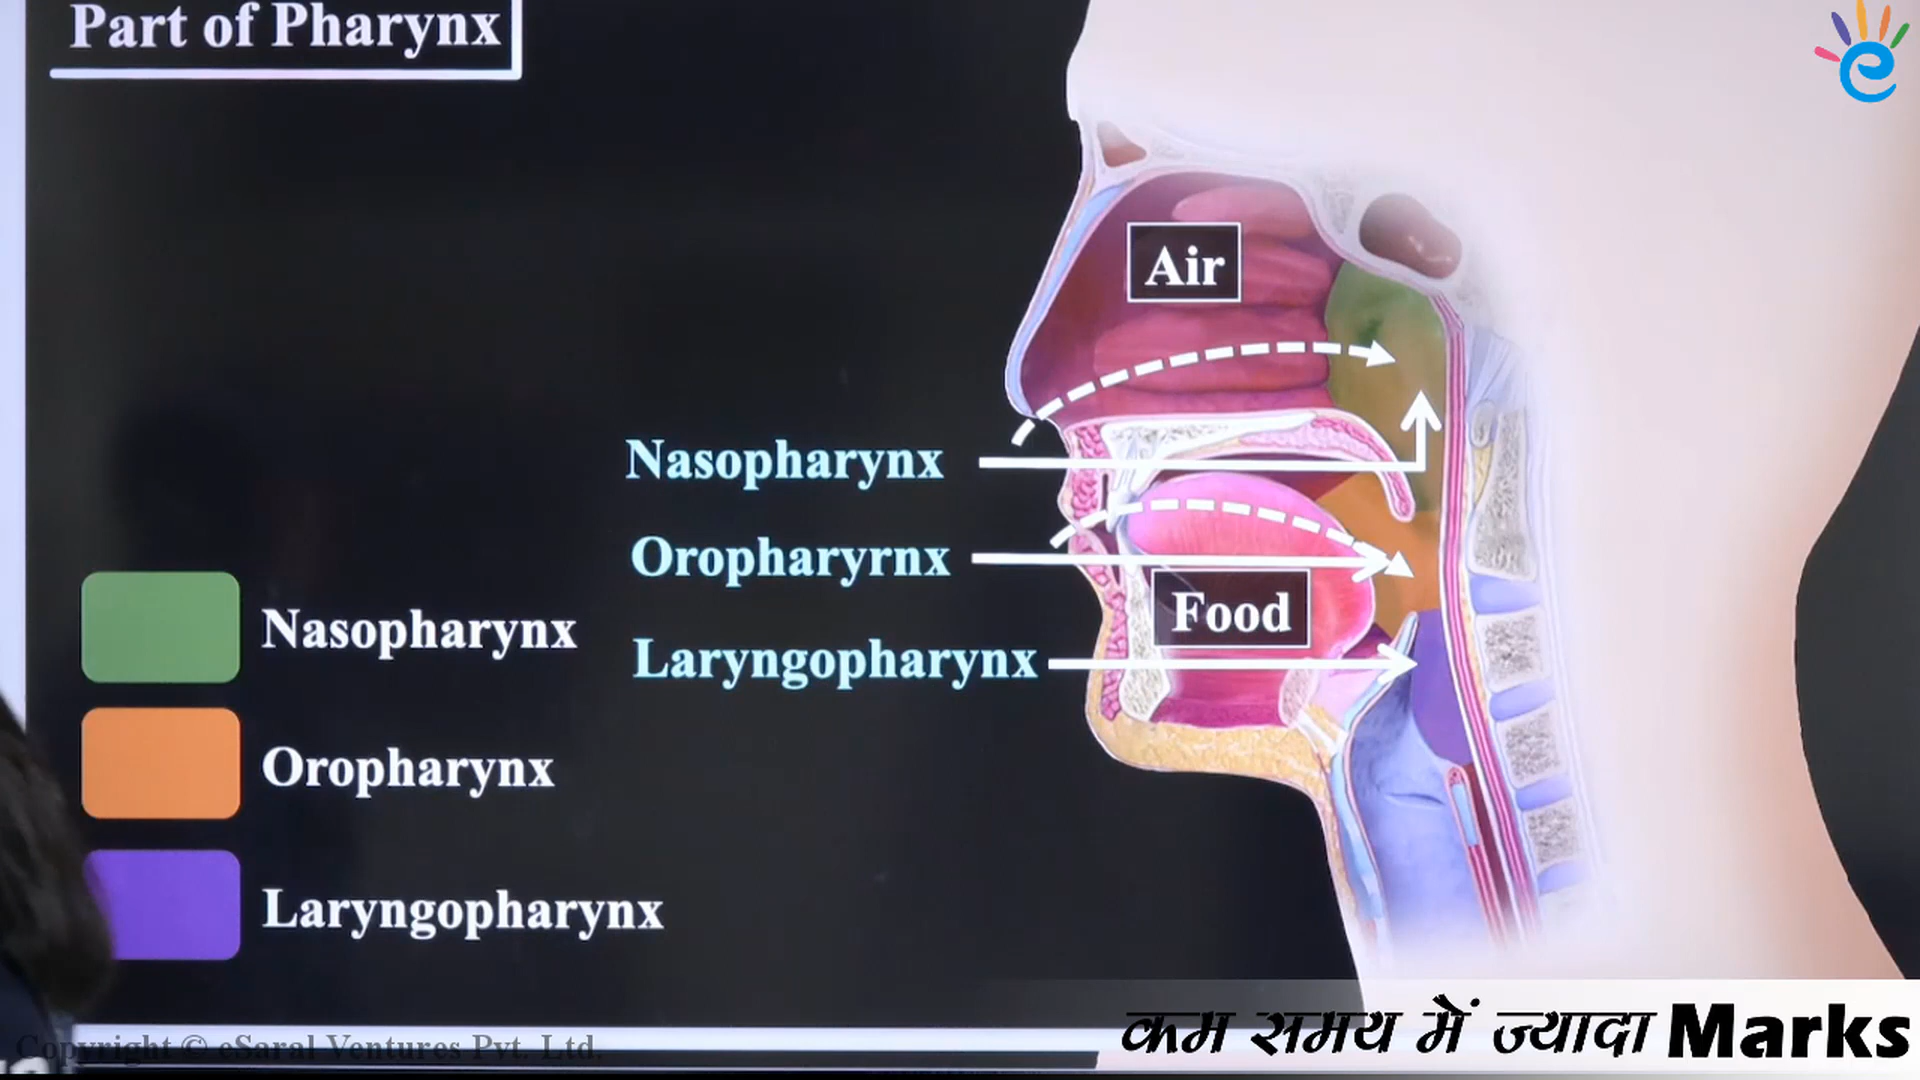 Part of Pharynx
Air
Nasopharynx
Oropharyrnx
Food
Laryngopharynx
Nasopharynx
Oropharynx
Laryngopharynx
Copyright © eSaral Ventures Pvt. Ltd.
कम समय में ज्यादा Marks